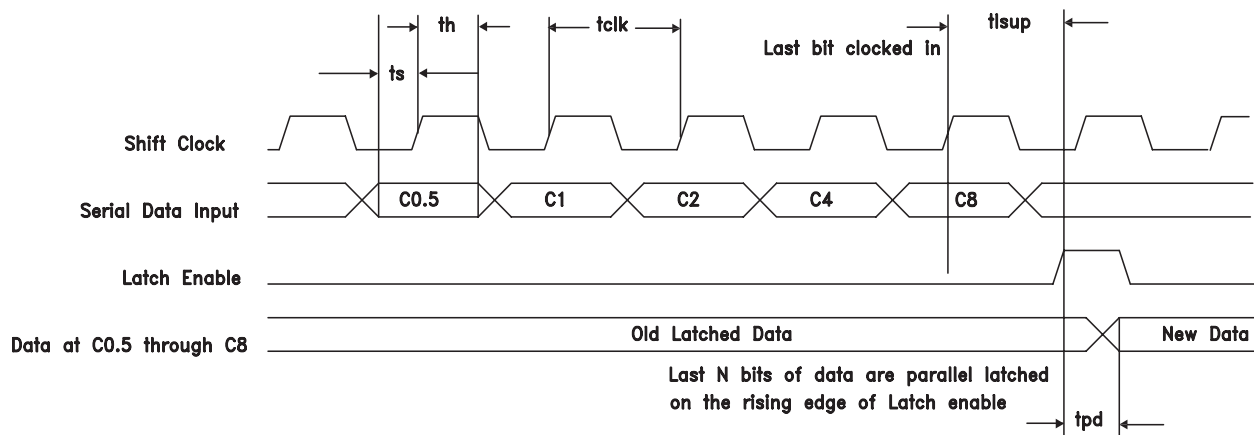 th
tclk
tlsup
Last bit clocked in
ts
Shift Clock
C0.5
C1
C2
C4
C8
Serial Data Input
Latch Enable
Old Latched Data
New Data
Data at C0.5 through C8
Last N bits of data are parallel latched
on the rising edge of Latch enable
tpd